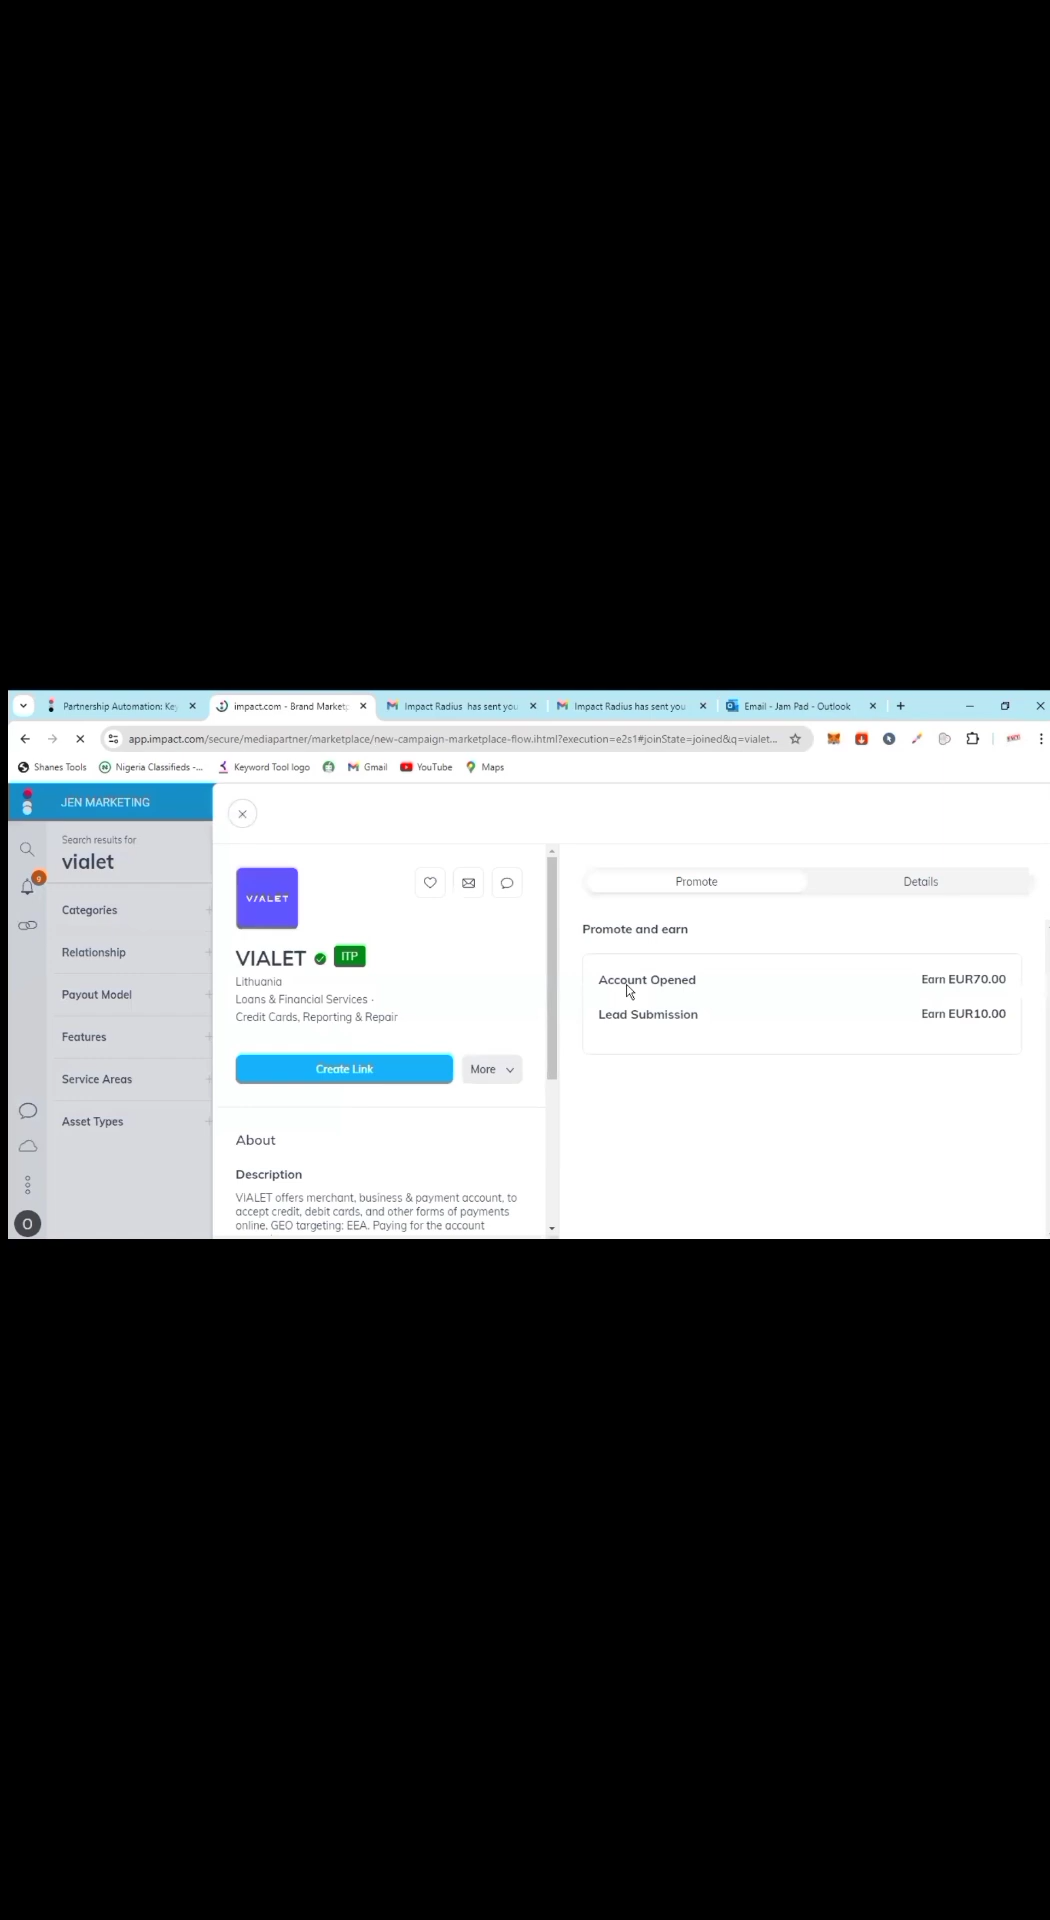 Partnership Automation: Key
impact.com - Brand Market
Impact Radius has sent you
Impact Radius has sent you
Email - Jam Pad - Outlook
app.impact.com/secure/mediapartner/marketplace/new-campaign-marketplace-flow.ihtml?execution=e2s1#joinState=joined&q=vialet...
Shanes Tools
Nigeria Classifieds -...
Keyword Tool logo
Gmail
YouTube
Maps
JEN MARKETING
Search results for
vialet
9
Categories
Relationship
Payout Model
Features
Service Areas
Asset Types
O
V/ALET
VIALET
ITP
Lithuania
Loans & Financial Services ·
Credit Cards, Reporting & Repair
Create Link
More
About
Description
VIALET offers merchant, business & payment account, to
accept credit, debit cards, and other forms of payments
online. GEO targeting: EEA. Paying for the account
Promote
Details
Promote and earn
Account Opened
Earn EUR70.00
Lead Submission
Earn EUR10.00